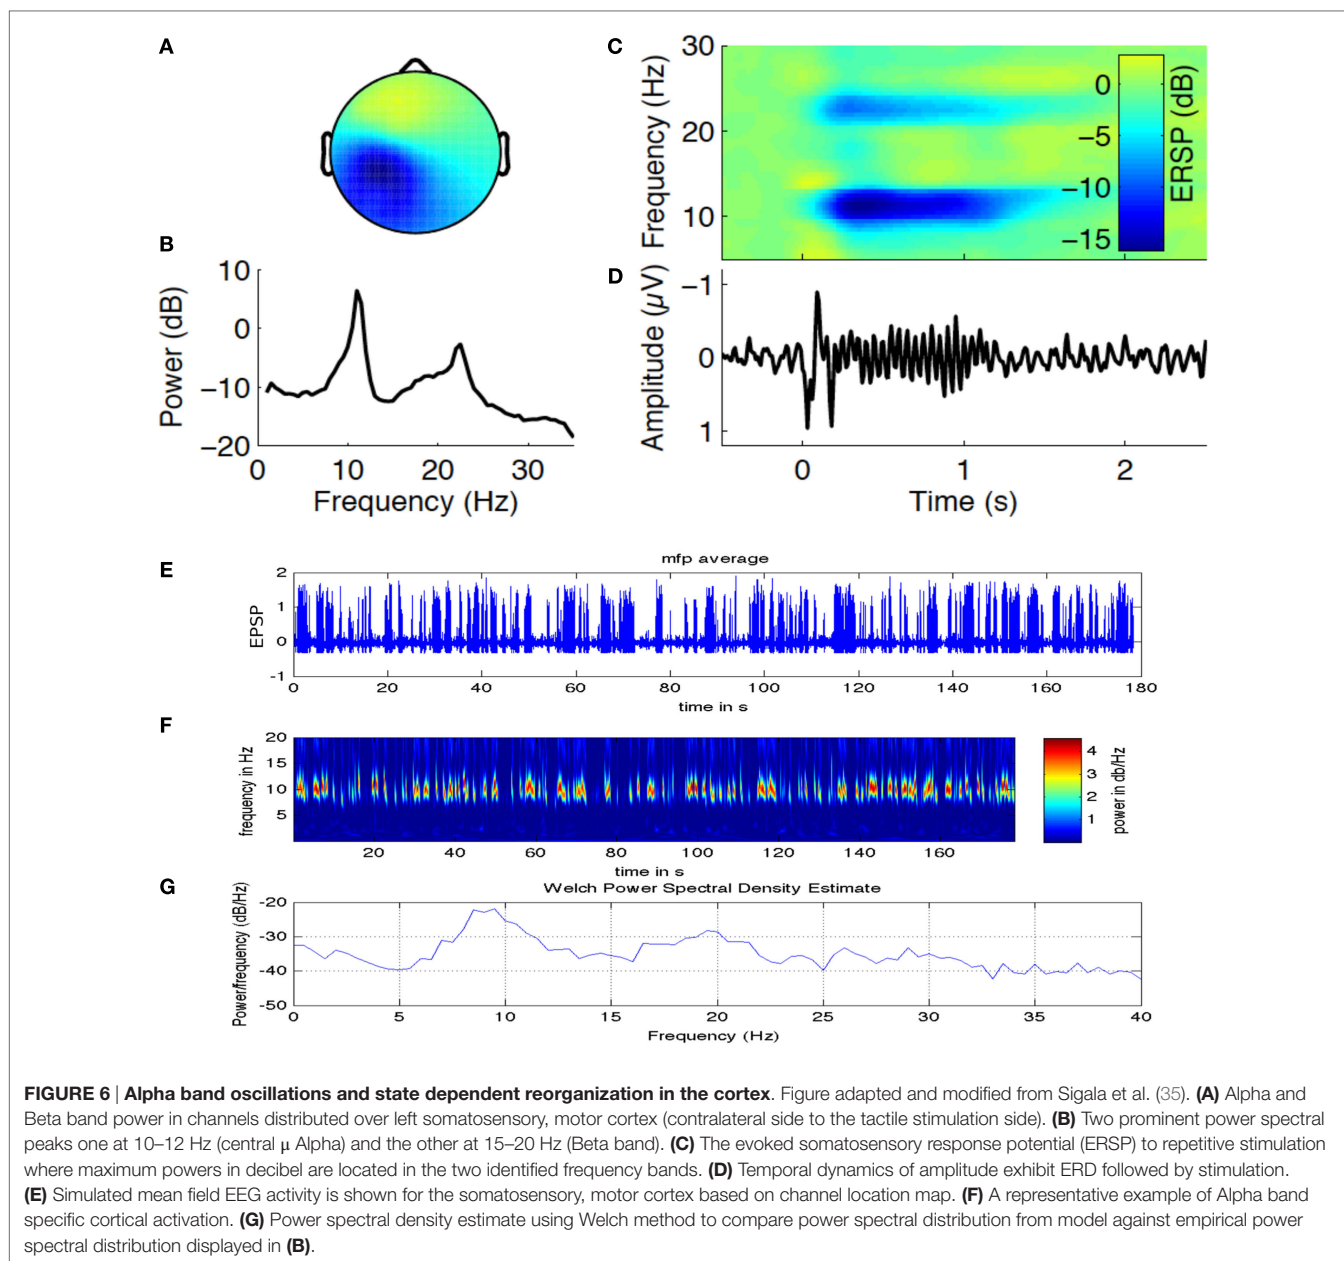 A
B
10
0
−10
−20
Power (dB)
0 10 20 30
Frequency (Hz)
C
30
20
10
Frequency (Hz)
0
−5
−10
−15
ERSP (dB)
D
−1
0
1
Amplitude (μV)
0 1 2
Time (s)
E
mfp average
2
1
0
-1
EPSP
0 20 40 60 80 100 120 140 160 180
time in s
F
20
15
10
5
frequency in Hz
20 40 60 80 100 120 140 160
time in s
4
3
2
1
power in db/Hz
G
Welch Power Spectral Density Estimate
-20
-30
-40
-50
Power/frequency (dB/Hz)
0 5 10 15 20 25 30 35 40
Frequency (Hz)
FIGURE 6 | Alpha band oscillations and state dependent reorganization in the cortex. Figure adapted and modified from Sigala et al. (35). (A) Alpha and
Beta band power in channels distributed over left somatosensory, motor cortex (contralateral side to the tactile stimulation side). (B) Two prominent power spectral
peaks one at 10–12 Hz (central μ Alpha) and the other at 15–20 Hz (Beta band). (C) The evoked somatosensory response potential (ERSP) to repetitive stimulation
where maximum powers in decibel are located in the two identified frequency bands. (D) Temporal dynamics of amplitude exhibit ERD followed by stimulation.
(E) Simulated mean field EEG activity is shown for the somatosensory, motor cortex based on channel location map. (F) A representative example of Alpha band
specific cortical activation. (G) Power spectral density estimate using Welch method to compare power spectral distribution from model against empirical power
spectral distribution displayed in (B).